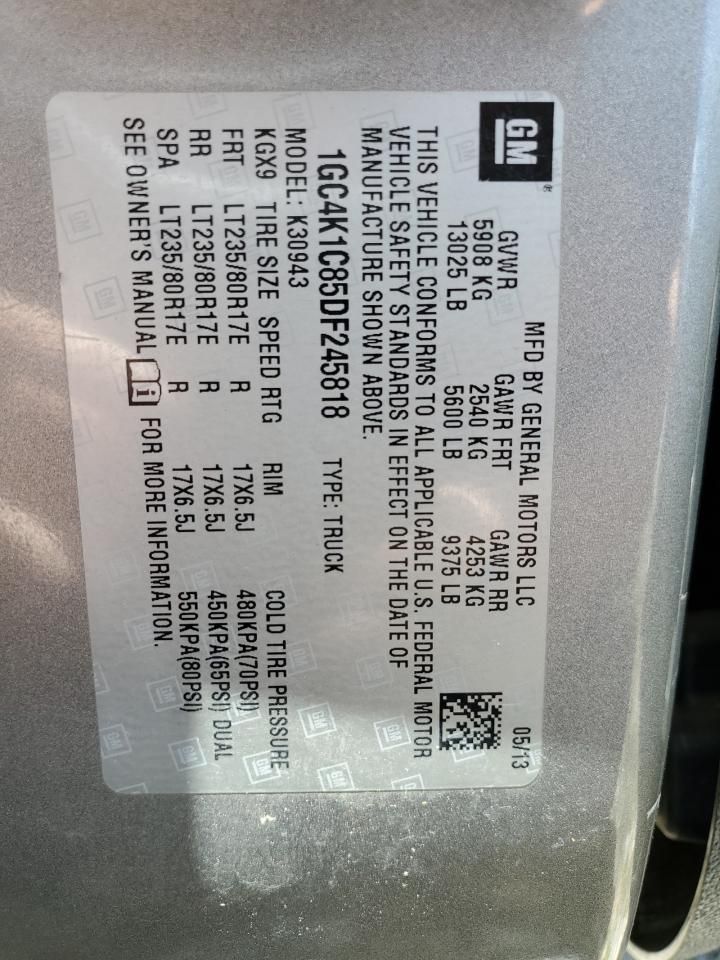 GM®
MFD BY GENERAL MOTORS LLC 05/13
GVWR GAWR FRT GAWR RR
5908 KG 2540 KG 4253 KG
13025 LB 5600 LB 9375 LB
THIS VEHICLE CONFORMS TO ALL APPLICABLE U.S. FEDERAL MOTOR
VEHICLE SAFETY STANDARDS IN EFFECT ON THE DATE OF
MANUFACTURE SHOWN ABOVE.
1GC4K1C85DF245818 TYPE: TRUCK
MODEL: K30943
KGX9 TIRE SIZE SPEED RTG RIM COLD TIRE PRESSURE
FRT LT235/80R17E R 17X6.5J 480KPA(70PSI)
RR LT235/80R17E R 17X6.5J 450KPA(65PSI) DUAL
SPA LT235/80R17E R 17X6.5J 550KPA(80PSI)
SEE OWNER'S MANUAL i FOR MORE INFORMATION.